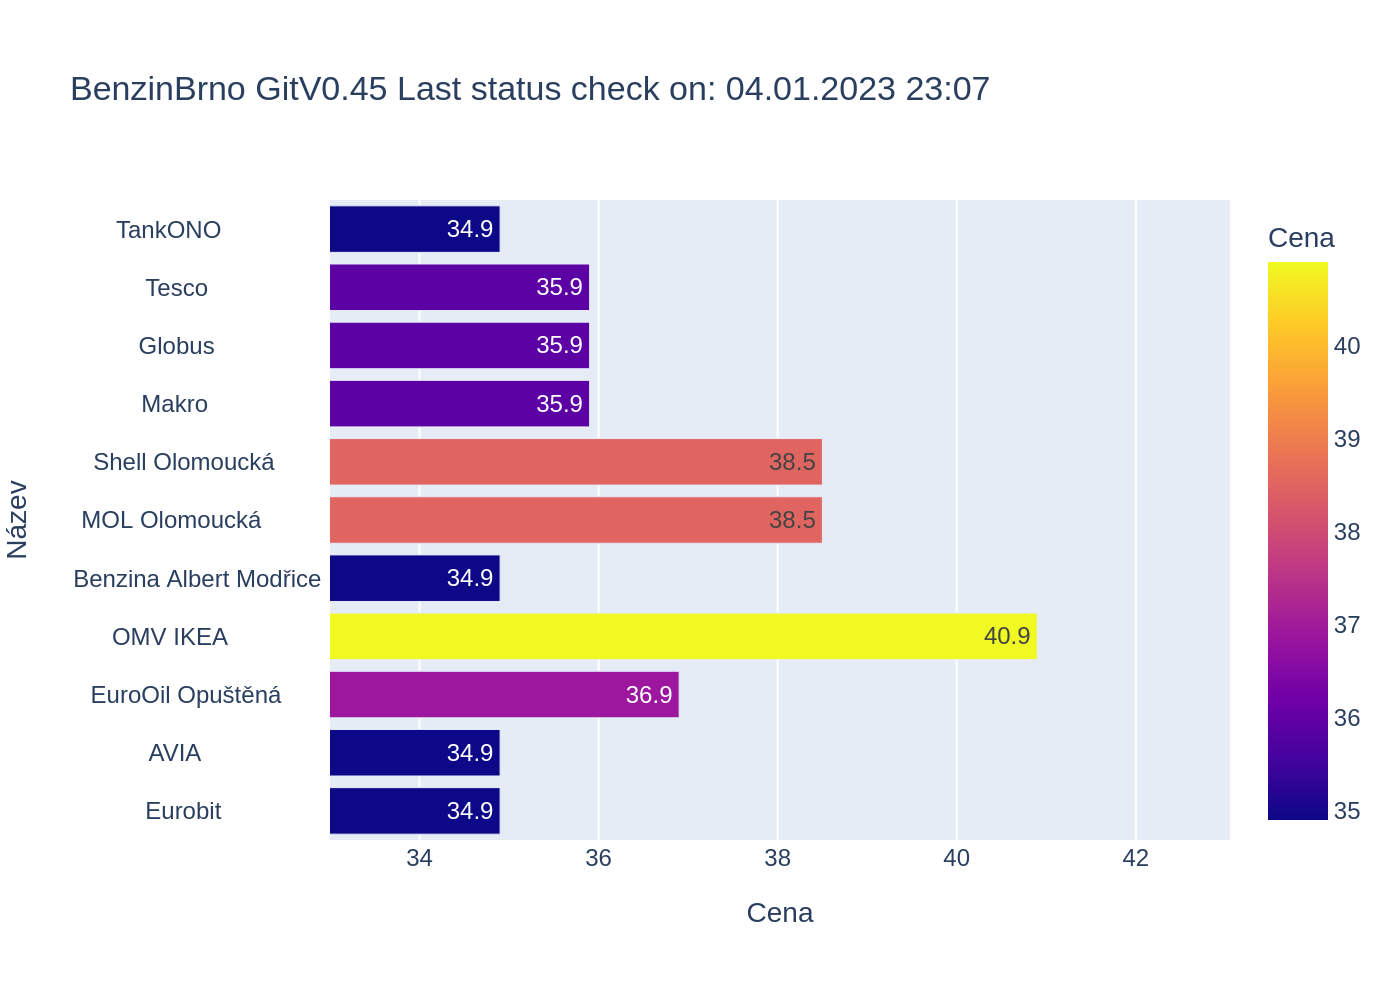 BenzinBrno GitV0.45 Last status check on: 04.01.2023 23:07
Název
TankONO 34.9
Tesco 35.9
Globus 35.9
Makro 35.9
Shell Olomoucká 38.5
MOL Olomoucká 38.5
Benzina Albert Modřice 34.9
OMV IKEA 40.9
EuroOil Opuštěná 36.9
AVIA 34.9
Eurobit 34.9
34 36 38 40 42
Cena
Cena
40
39
38
37
36
35